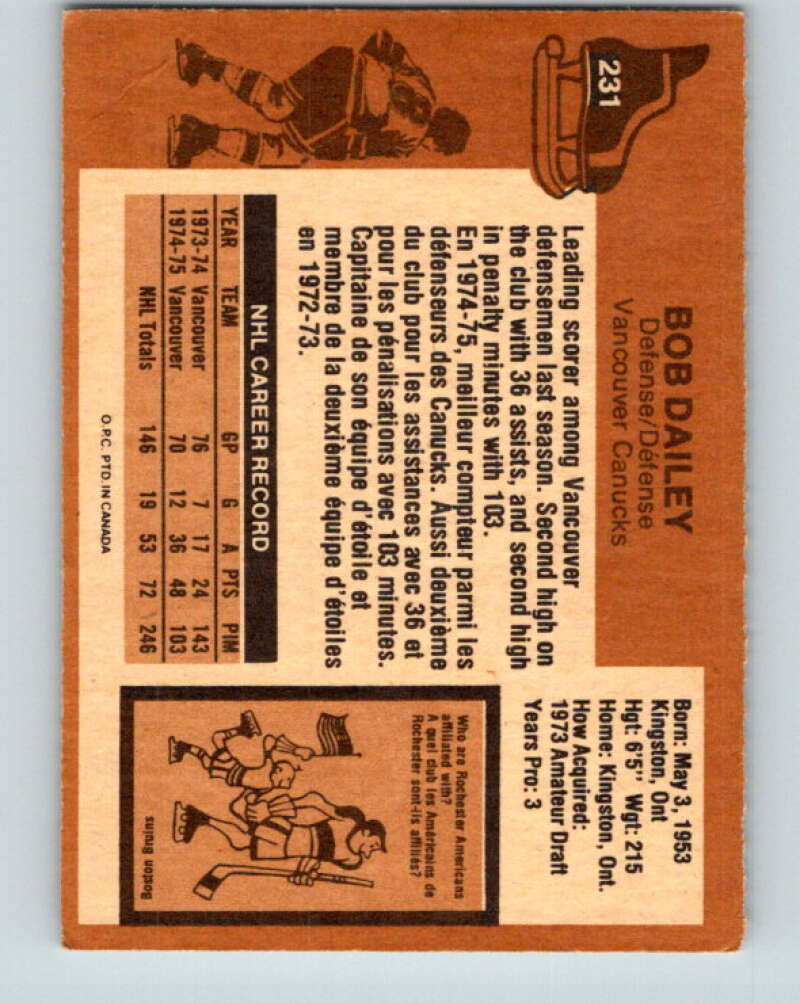 231
BOB DAILEY
Defense/Défense
Vancouver Canucks
Born: May 3, 1953
Kingston, Ont
Hgt: 6'5" Wgt: 215
Home: Kingston, Ont.
How Acquired:
1973 Amateur Draft
Years Pro: 3
Leading scorer among Vancouver
defensemen last season. Second high on
the club with 36 assists, and second high
in penalty minutes with 103.
En 1974-75, meilleur compteur parmi les
défenseurs des Canucks. Aussi deuxième
du club pour les assistances avec 36 et
pour les pénalisations avec 103 minutes.
Capitaine de son équipe d'étoile et
membre de la deuxième équipe d'étoiles
en 1972-73.
NHL CAREER RECORD
YEAR TEAM GP G A PTS PIM
1973-74 Vancouver 76 7 17 24 143
1974-75 Vancouver 70 12 36 48 103
NHL Totals 146 19 53 72 246
O.P.C. PTD. IN CANADA
Who are Rochester Americans
affiliated with?
A quel club les Américains de
Rochester sont-ils affiliés?
Boston Bruins